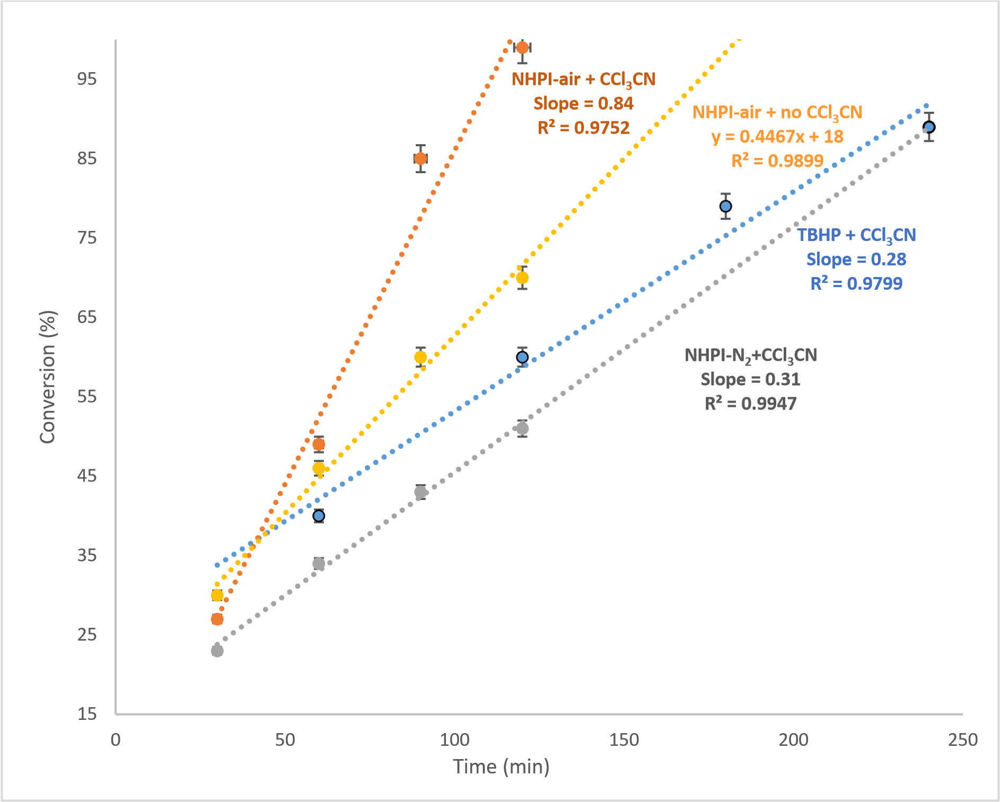 95
85
75
65
55
45
35
25
15
0
50
100
150
200
250
Conversion (%)
Time (min)
NHPI-air + CCl₃CN
Slope = 0.84
R² = 0.9752
NHPI-air + no CCl₃CN
y = 0.4467x + 18
R² = 0.9899
TBHP + CCl₃CN
Slope = 0.28
R² = 0.9799
NHPI-N₂+CCl₃CN
Slope = 0.31
R² = 0.9947